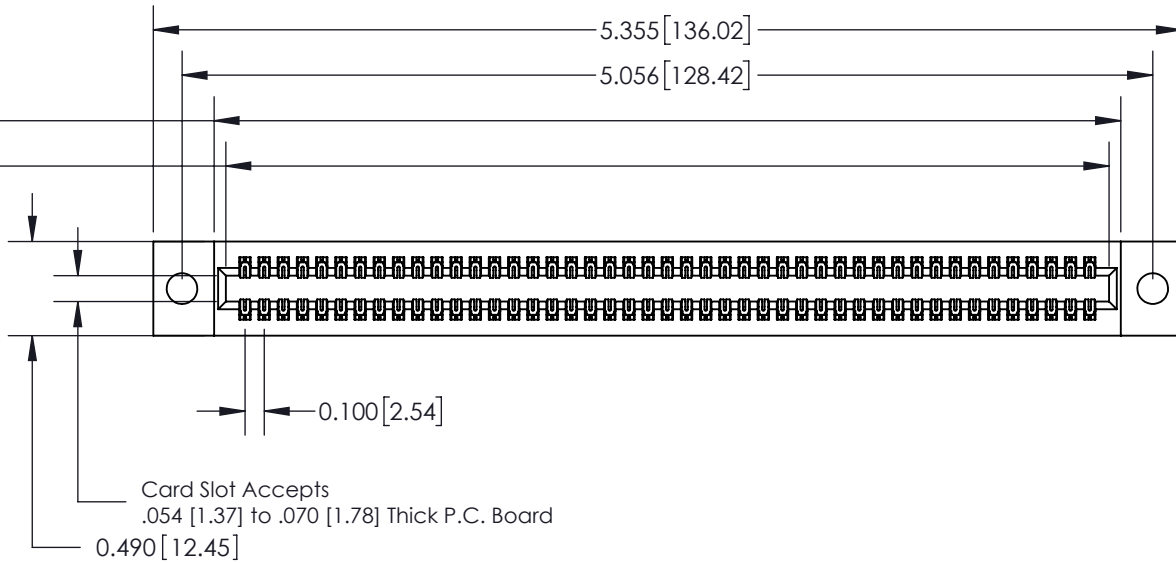 5.355[136.02]
5.056[128.42]
0.100[2.54]
Card Slot Accepts
.054 [1.37] to .070 [1.78] Thick P.C. Board
0.490[12.45]